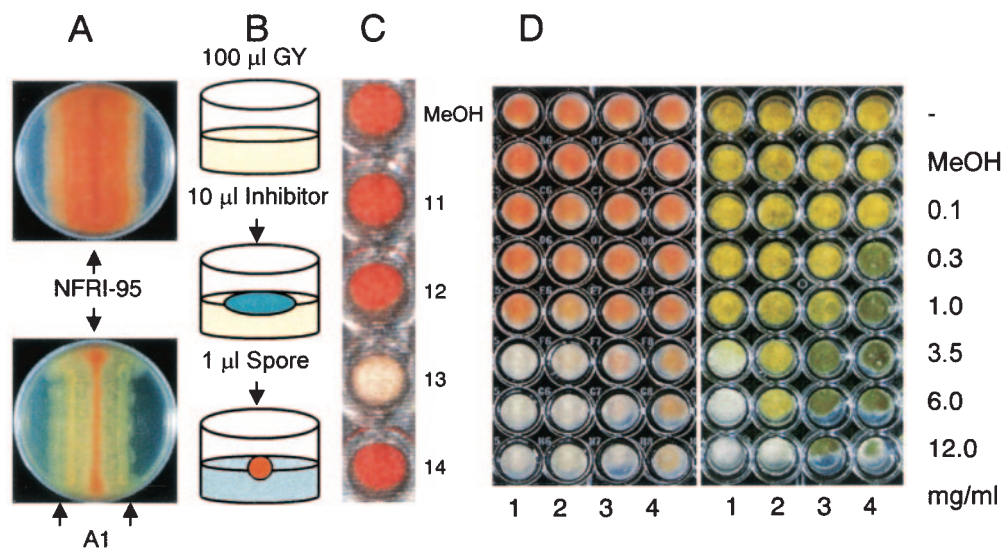 A
B
C
D
100 µl GY
10 µl Inhibitor
1 µl Spore
NFRI-95
A1
MeOH
11
12
13
14
-
MeOH
0.1
0.3
1.0
3.5
6.0
12.0
mg/ml
1 2 3 4
1 2 3 4